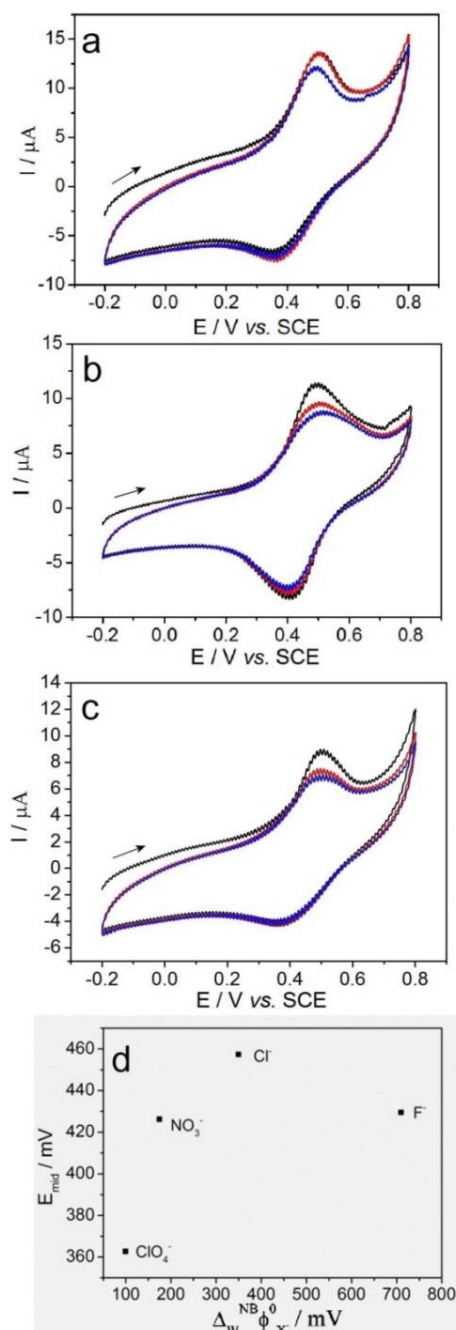 a
15
10
5
0
-5
-10
I / μA
-0.2 0.0 0.2 0.4 0.6 0.8
E / V vs. SCE
b
15
10
5
0
-5
-10
I / μA
-0.2 0.0 0.2 0.4 0.6 0.8
E / V vs. SCE
c
14
12
10
8
6
4
2
0
-2
-4
-6
I / μA
-0.2 0.0 0.2 0.4 0.6 0.8
E / V vs. SCE
d
460
440
420
400
380
360
E_mid / mV
Cl⁻
NO₃⁻
F⁻
ClO₄⁻
100 200 300 400 500 600 700 800
Δ_W^NB ϕ^0_X⁻ / mV